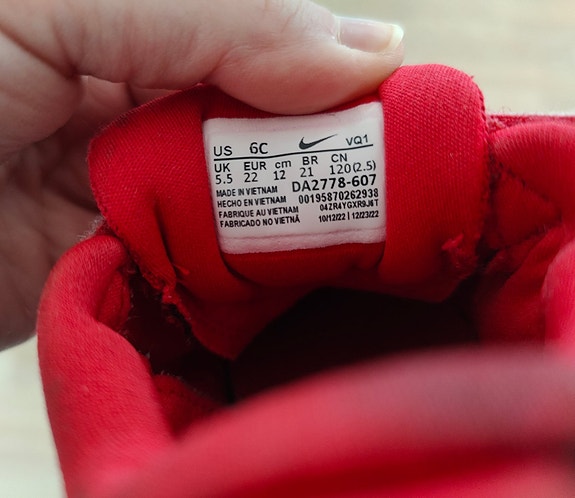 US 6C VQ1
UK EUR cm BR CN
5.5 22 12 21 120(2.5)
MADE IN VIETNAM DA2778-607
HECHO EN VIETNAM 00195870262938
FABRIQUE AU VIETNAM 04ZR4YGXR9J6T
FABRICADO NO VIETNÃ 10/12/22 | 12/23/22